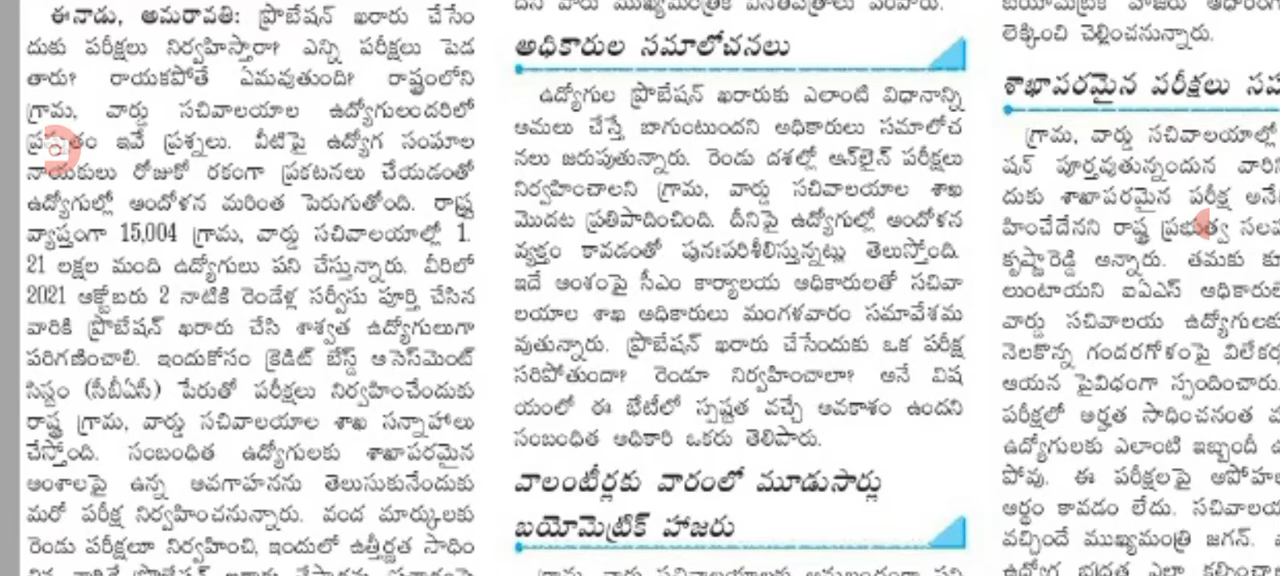 ఈనాడు, అమరావతి: ప్రొబేషన్ ఖరారు చేసేం
దుకు పరీక్షలు నిర్వహిస్తారా? ఎన్ని పరీక్షలు పెడ
తారు? రాయకపోతే ఏమవుతుంది? రాష్ట్రంలోని
గ్రామ, వార్డు సచివాలయాల ఉద్యోగులందరిలో
ప్రస్తుతం ఇవే ప్రశ్నలు. వీటిపై ఉద్యోగ సంఘాల
నాయకులు రోజుకో రకంగా ప్రకటనలు చేయడంతో
ఉద్యోగుల్లో ఆందోళన మరింత పెరుగుతోంది. రాష్ట్ర
వ్యాప్తంగా 15,004 గ్రామ, వార్డు సచివాలయాల్లో 1.
21 లక్షల మంది ఉద్యోగులు పని చేస్తున్నారు. వీరిలో
2021 ఆక్టోబరు 2 నాటికి రెండేళ్ల సర్వీసు పూర్తి చేసిన
వారికి ప్రొబేషన్ ఖరారు చేసి శాశ్వత ఉద్యోగులుగా
పరిగణించాలి. ఇందుకోసం క్రెడిట్ బేస్డ్ అసెస్‌మెంట్
సిస్టం (సీబీఏసీ) పేరుతో పరీక్షలు నిర్వహించేందుకు
రాష్ట్ర గ్రామ, వార్డు సచివాలయాల శాఖ సన్నాహాలు
చేస్తోంది. సంబంధిత ఉద్యోగులకు శాఖాపరమైన
అంశాలపై ఉన్న అవగాహనను తెలుసుకునేందుకు
మరో పరీక్ష నిర్వహించనున్నారు. వంద మార్కులకు
రెండు పరీక్షలూ నిర్వహించి, ఇందులో ఉత్తీర్ణత సాధిం
అధికారుల సమాలోచనలు
ఉద్యోగుల ప్రొబేషన్ ఖరారుకు ఎలాంటి విధానాన్ని
అమలు చేస్తే బాగుంటుందని అధికారులు సమాలోచ
నలు జరుపుతున్నారు. రెండు దశల్లో ఆన్‌లైన్ పరీక్షలు
నిర్వహించాలని గ్రామ, వార్డు సచివాలయాల శాఖ
మొదట ప్రతిపాదించింది. దీనిపై ఉద్యోగుల్లో ఆందోళన
వ్యక్తం కావడంతో పునఃపరిశీలిస్తున్నట్లు తెలుస్తోంది.
ఇదే అంశంపై సీఎం కార్యాలయ అధికారులతో సచివా
లయాల శాఖ అధికారులు మంగళవారం సమావేశమ
వుతున్నారు. ప్రొబేషన్ ఖరారు చేసేందుకు ఒక పరీక్ష
సరిపోతుందా? రెండూ నిర్వహించాలా? అనే విష
యంలో ఈ భేటీలో స్పష్టత వచ్చే అవకాశం ఉందని
సంబంధిత అధికారి ఒకరు తెలిపారు.
వాలంటీర్లకు వారంలో మూడుసార్లు
బయోమెట్రిక్ హాజరు
లెక్కించి చెల్లించనున్నారు.
శాఖాపరమైన పరీక్షలు
గ్రామ, వార్డు సచివాలయాల్లో
షన్ పూర్తవుతున్నందున
దుకు శాఖాపరమైన పరీక్ష
హించేదేనని రాష్ట్ర ప్రభుత్వ
కృష్ణారెడ్డి అన్నారు. తమకు
లుంటాయని ఐఏఎస్
వార్డు సచివాలయ
నెలకొన్న గందరగోళంపై
ఆయన పైవిధంగా స్పందించారు.
పరీక్షలో అర్హత సాధించనంత
ఉద్యోగులకు ఎలాంటి ఇబ్బందీ
పోవు. ఈ పరీక్షలపై
అర్థం కావడం లేదు.
వచ్చిందే ముఖ్యమంత్రి జగన్.